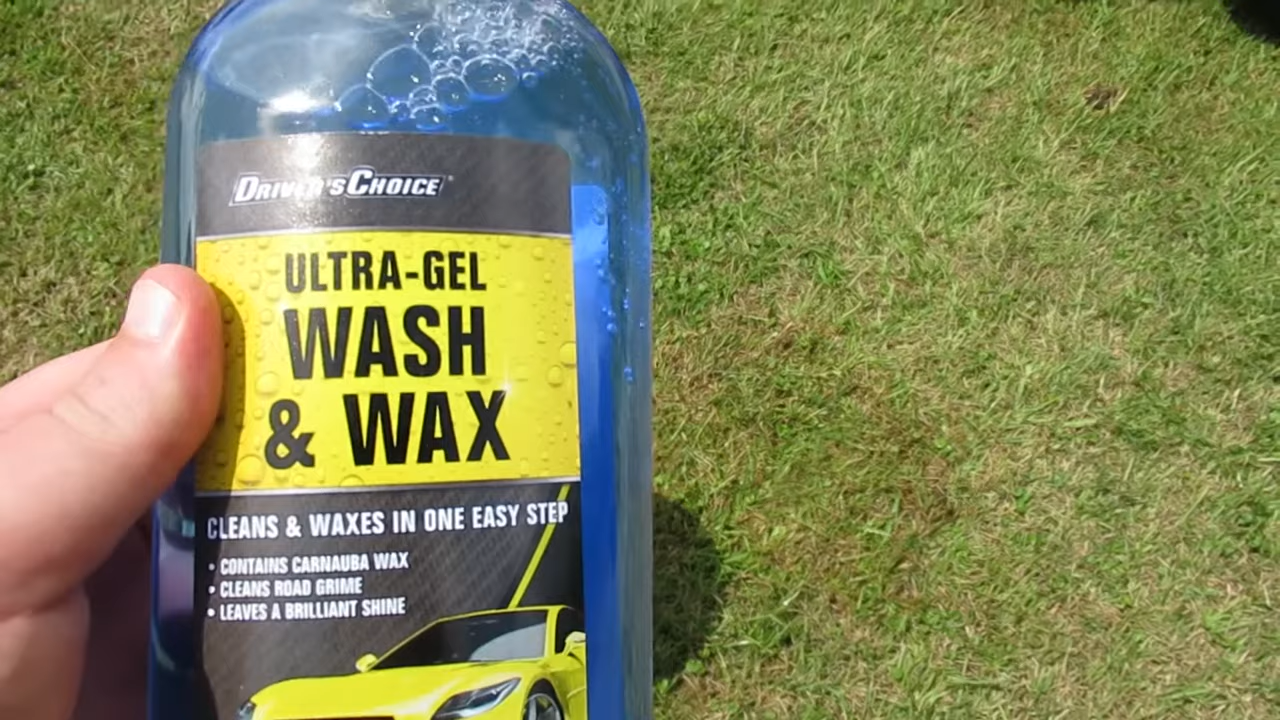 DRIVER'SCHOICE
ULTRA-GEL
WASH
& WAX
CLEANS & WAXES IN ONE EASY STEP
• CONTAINS CARNAUBA WAX
• CLEANS ROAD GRIME
• LEAVES A BRILLIANT SHINE